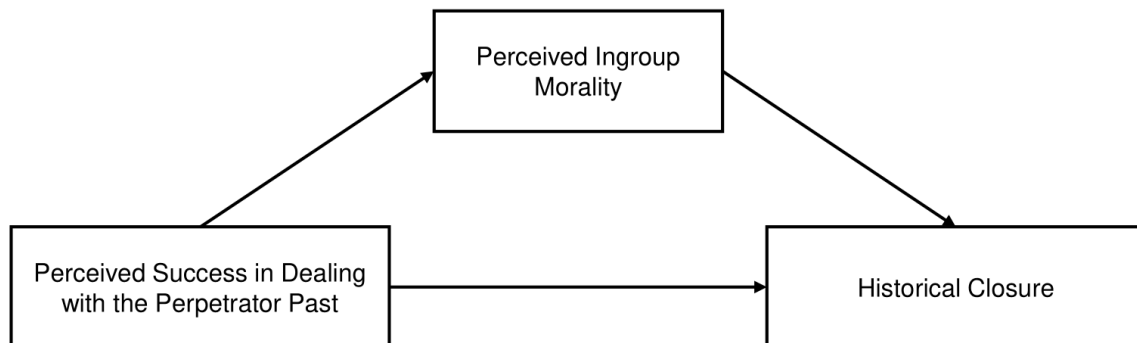 Perceived Ingroup
Morality
Perceived Success in Dealing
with the Perpetrator Past
Historical Closure